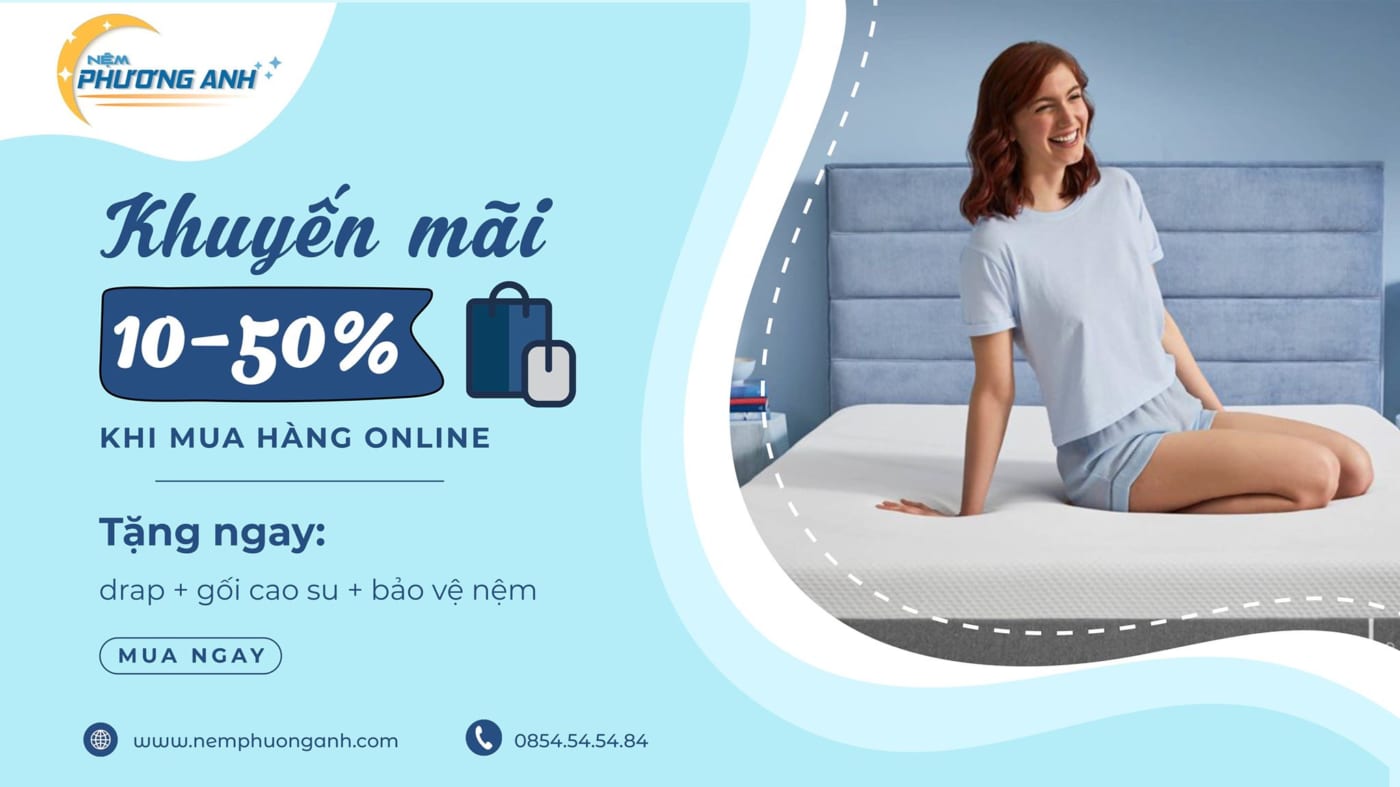 NỆM
PHƯƠNG ANH
Khuyến mãi
10-50%
KHI MUA HÀNG ONLINE
Tặng ngay:
drap + gối cao su + bảo vệ nệm
MUA NGAY
www.nemphuonganh.com
0854.54.54.84